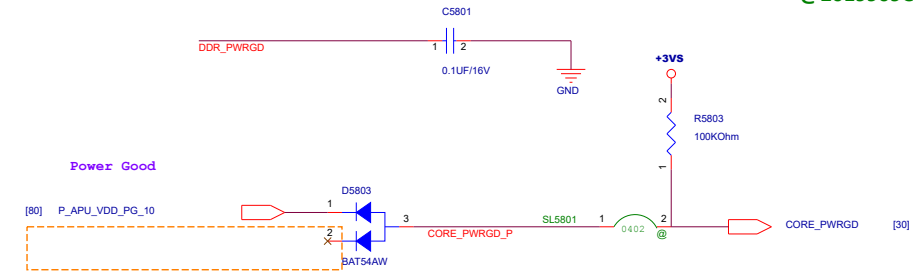 C5801
DDR_PWRGD
1
2
0.1UF/16V
GND
+3VS
2
R5803
100KOhm
1
Power Good
D5803
[80] P_APU_VDD_PG_10
1
3
SL5801
1
2
CORE_PWRGD [30]
2
CORE_PWRGD_P
0402
@
BAT54AW